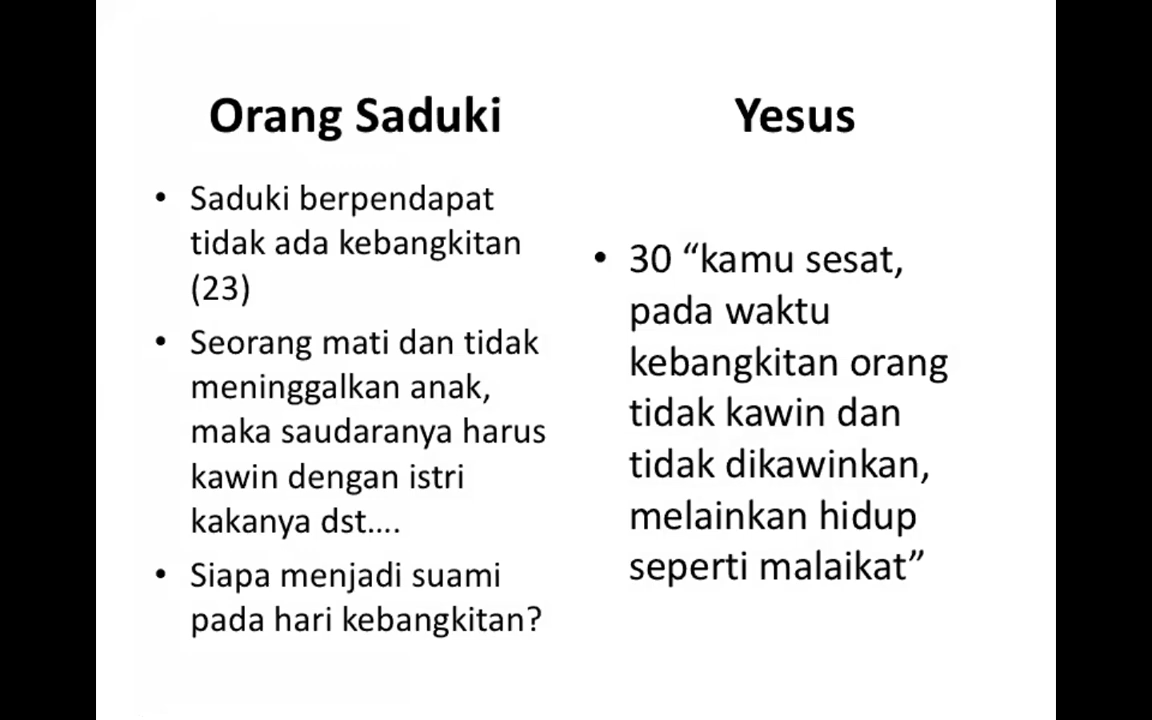 Orang Saduki
• Saduki berpendapat
tidak ada kebangkitan
(23)
• Seorang mati dan tidak
meninggalkan anak,
maka saudaranya harus
kawin dengan istri
kakanya dst....
• Siapa menjadi suami
pada hari kebangkitan?
Yesus
• 30 “kamu sesat,
pada waktu
kebangkitan orang
tidak kawin dan
tidak dikawinkan,
melainkan hidup
seperti malaikat”